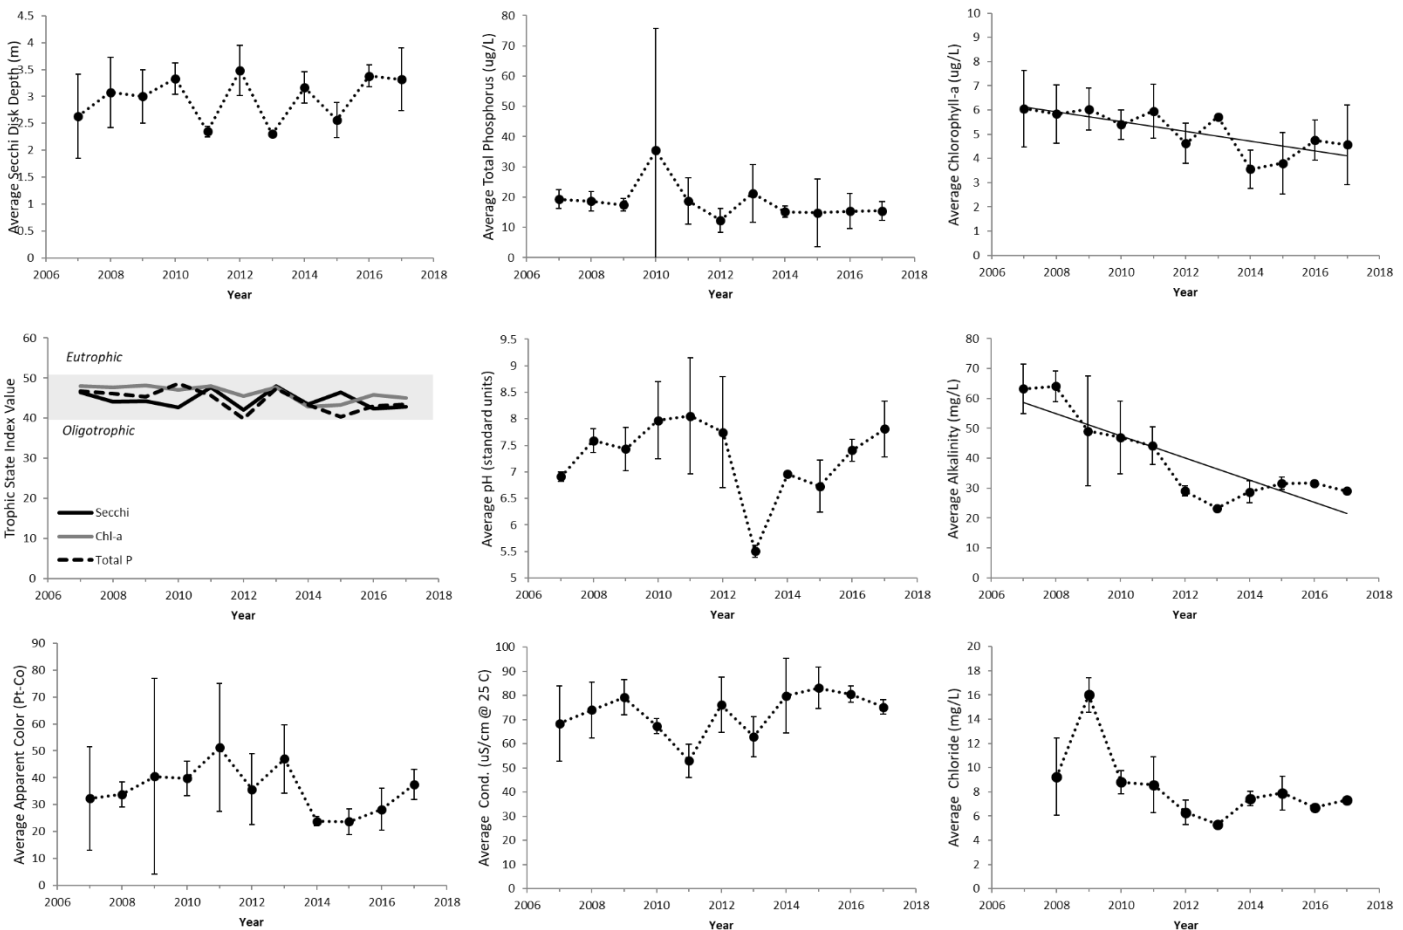 Average Secchi Disk Depth (m)
4.5
4
3.5
3
2.5
2
1.5
1
0.5
0
2006 2008 2010 2012 2014 2016 2018
Year
Average Total Phosphorus (ug/L)
80
70
60
50
40
30
20
10
0
2006 2008 2010 2012 2014 2016 2018
Year
Average Chlorophyll-a (ug/L)
10
9
8
7
6
5
4
3
2
1
0
2006 2008 2010 2012 2014 2016 2018
Year
Trophic State Index Value
60
50
40
30
20
10
0
Eutrophic
Oligotrophic
Secchi
Chl-a
Total P
2006 2008 2010 2012 2014 2016 2018
Year
Average pH (standard units)
9.5
9
8.5
8
7.5
7
6.5
6
5.5
5
2006 2008 2010 2012 2014 2016 2018
Year
Average Alkalinity (mg/L)
80
70
60
50
40
30
20
10
0
2006 2008 2010 2012 2014 2016 2018
Year
Average Apparent Color (Pt-Co)
90
80
70
60
50
40
30
20
10
0
2006 2008 2010 2012 2014 2016 2018
Year
Average Cond. (uS/cm @ 25 C)
100
90
80
70
60
50
40
30
20
10
0
2006 2008 2010 2012 2014 2016 2018
Year
Average Chloride (mg/L)
20
18
16
14
12
10
8
6
4
2
0
2006 2008 2010 2012 2014 2016 2018
Year